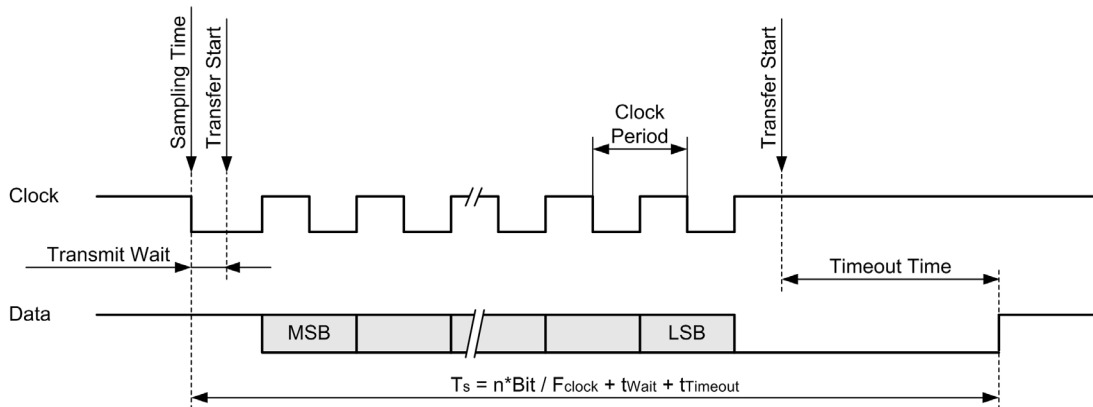 Sampling Time
Transfer Start
Transfer Start
Clock
Period
Clock
Transmit Wait
Timeout Time
Data
MSB
LSB
Ts = n*Bit / Fclock + tWait + tTimeout